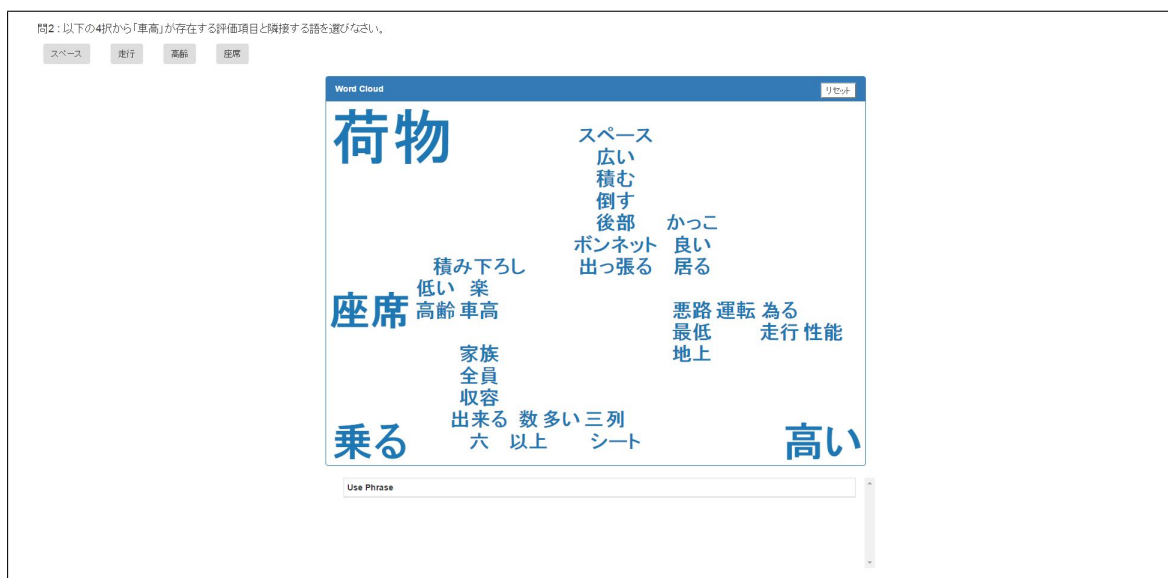 問2 : 以下の4択から「車高」が存在する評価項目と隣接する語を選びなさい。
スペース 走行 高齢 座席
Word Cloud リセット
荷物
スペース
広い
積む
倒す
後部 かっこ
ボンネット 良い
積み下ろし 出っ張る 居る
低い 楽
座席 高齢 車高 悪路 運転 為る
最低 走行 性能
家族 地上
全員
収容
出来る 数 多い 三 列
乗る 六 以上 シート 高い
Use Phrase